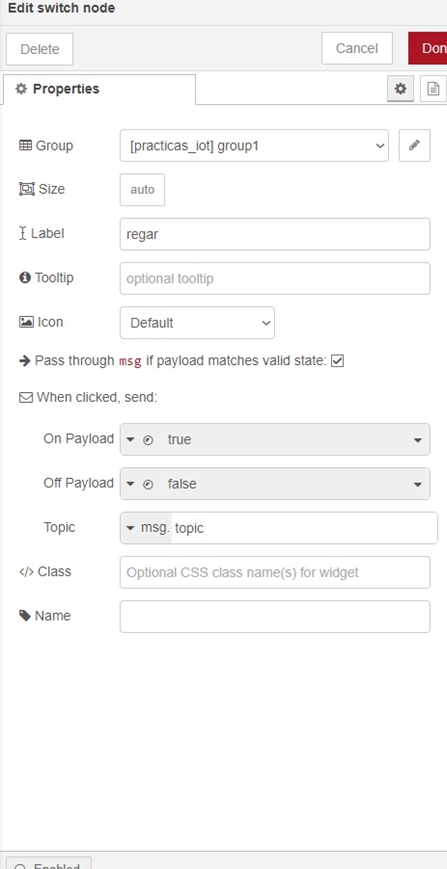 Edit switch node
Delete
Cancel
Don
Properties
Group [practicas_iot] group1
Size auto
Label regar
Tooltip optional tooltip
Icon Default
Pass through msg if payload matches valid state:
When clicked, send:
On Payload true
Off Payload false
Topic msg. topic
</> Class Optional CSS class name(s) for widget
Name
Enabled